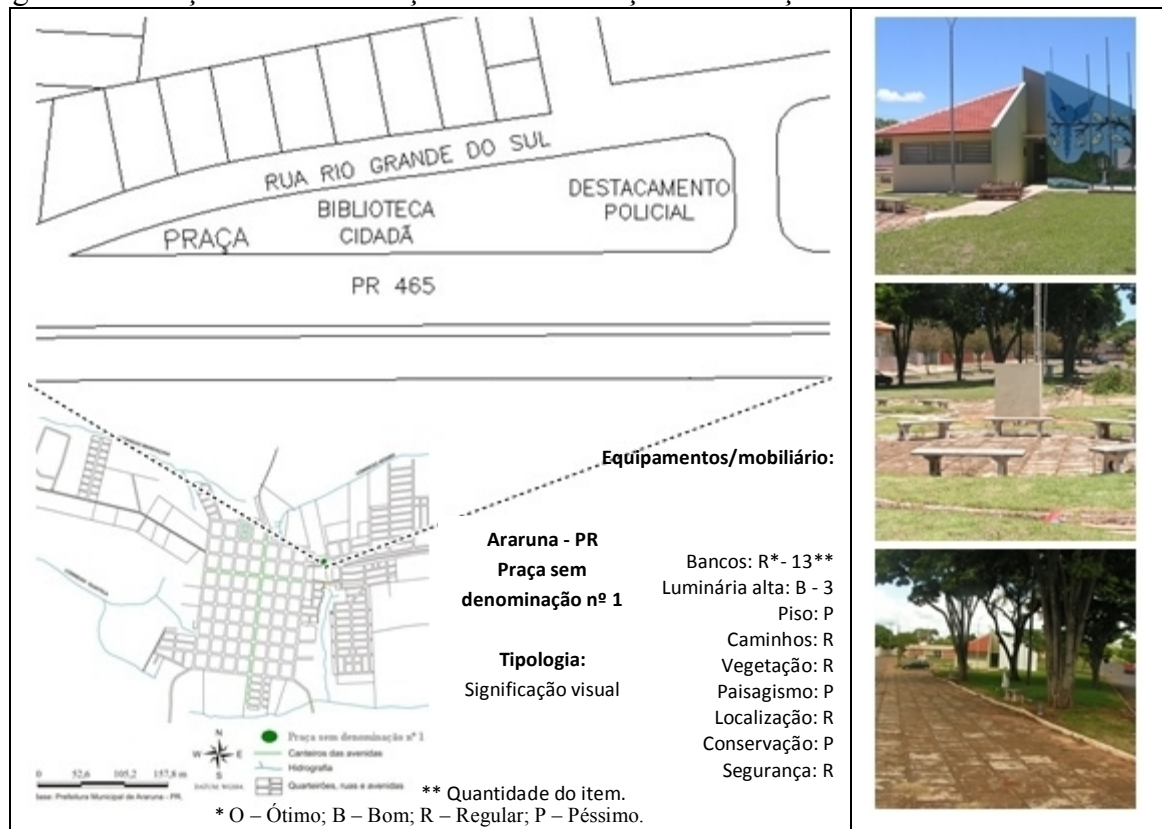 RUA RIO GRANDE DO SUL
BIBLIOTECA
CIDADÃ
DESTACAMENTO
POLICIAL
PRAÇA
PR 465
Equipamentos/mobiliário:
Araruna - PR
Praça sem
denominação nº 1
Tipologia:
Significação visual
Bancos: R*- 13**
Luminária alta: B - 3
Piso: P
Caminhos: R
Vegetação: R
Paisagismo: P
Localização: R
Conservação: P
Segurança: R
N
W E
S
Praça sem denominação nº 1
Canteiros das avenidas
Hidrografia
Quarteirões, ruas e avenidas
0 52,6 105,2 157,8 m
Base: Prefeitura Municipal de Araruna - PR.
** Quantidade do item.
* O – Ótimo; B – Bom; R – Regular; P – Péssimo.